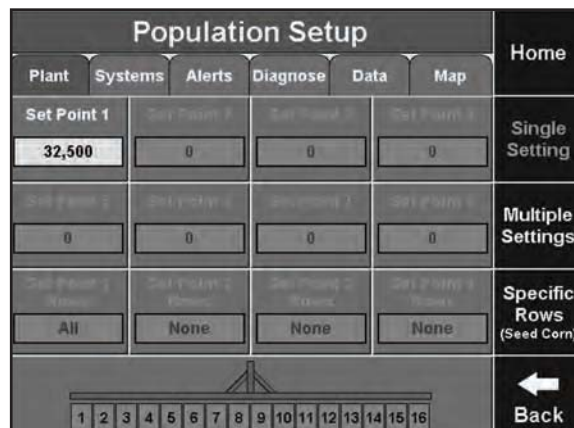 Population Setup
Home
Plant Systems Alerts Diagnose Data Map
Set Point 1
32,500 0 0 0
Single
Setting
0 0 0 0
Multiple
Settings
All None None None
Specific
Rows
(Seed Corn)
1 2 3 4 5 6 7 8 9 10 11 12 13 14 15 16
Back